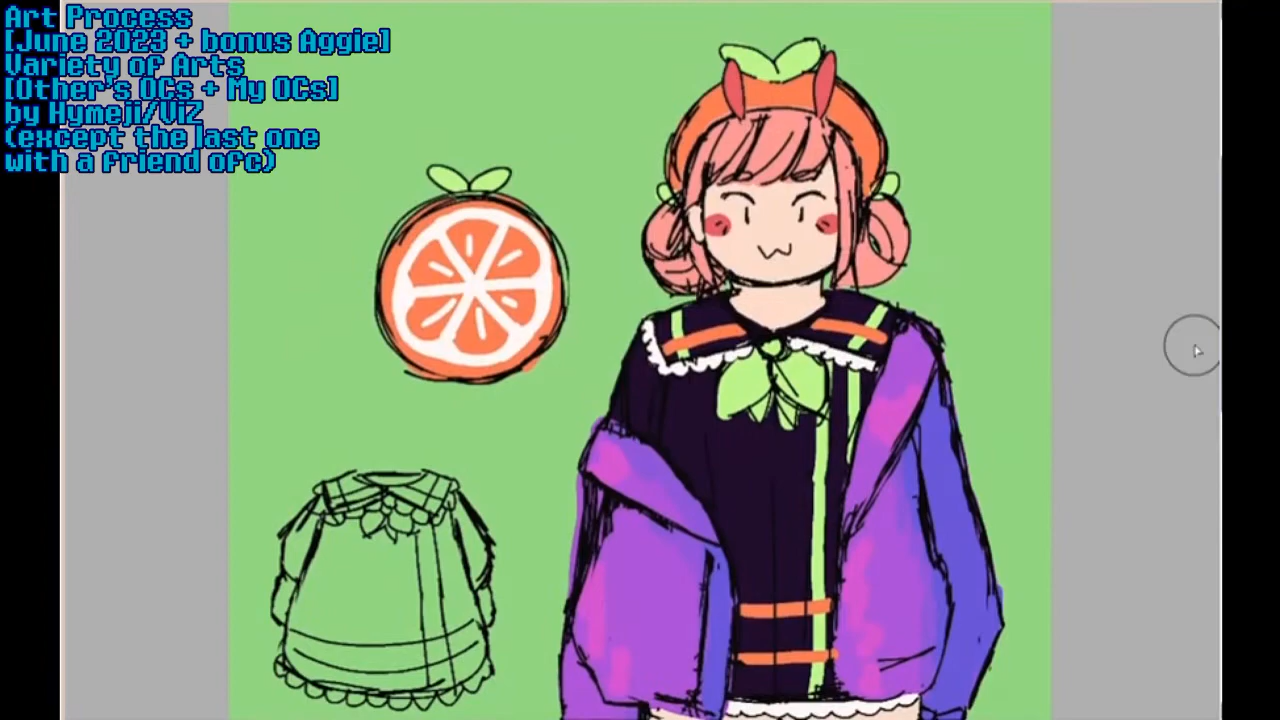 Art Process
[June 2023 + bonus Aggie]
Variety of Arts
[Other's OCs + My OCs]
by Hymeji/ViZ
(except the last one
with a friend ofc)